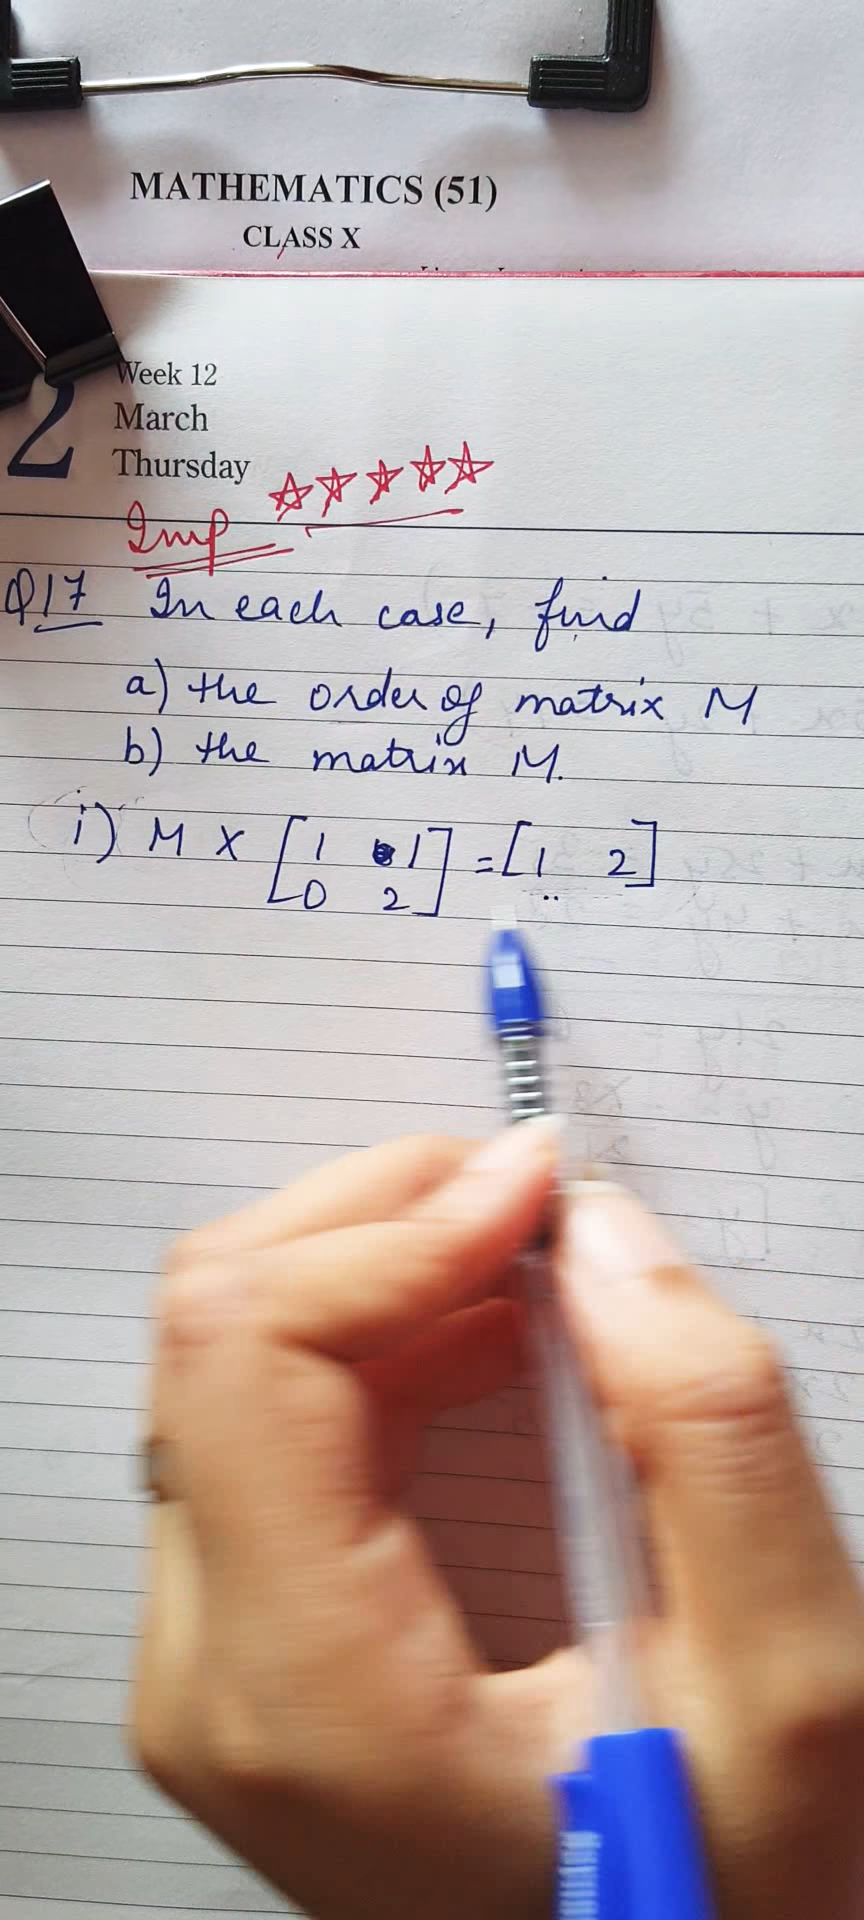 MATHEMATICS (51)
CLASS X
2
Week 12
March
Thursday
Imp
Q17 In each case, find
a) the order of matrix M
b) the matrix M.
i) M X [1 1] = [1 2]
[0 2]